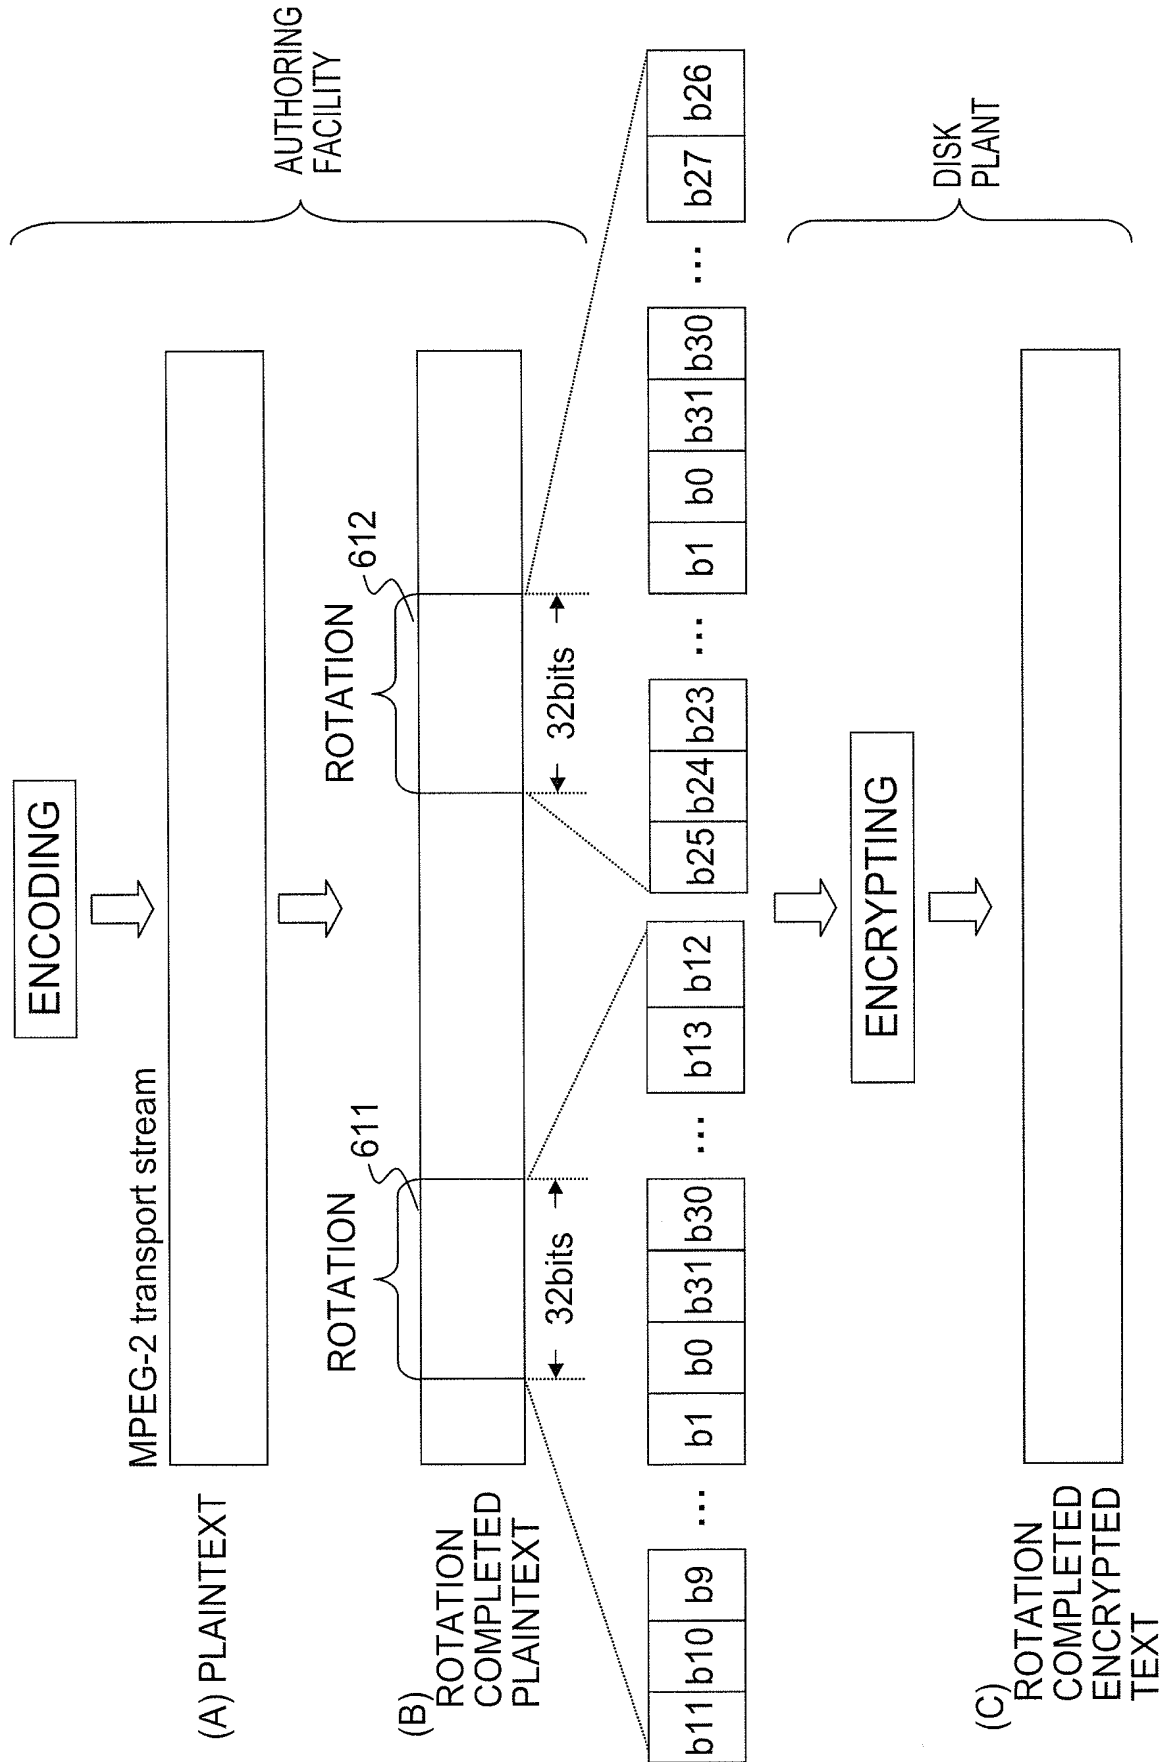 ENCODING
AUTHORING
FACILITY
MPEG-2 transport stream
(A) PLAINTEXT
ROTATION
611
ROTATION
612
(B)
ROTATION
COMPLETED
PLAINTEXT
32bits
32bits
b11 b10 b9 ... b1 b0 b31 b30 ... b13 b12
b25 b24 b23 ... b1 b0 b31 b30 ... b27 b26
ENCRYPTING
DISK
PLANT
(C)
ROTATION
COMPLETED
ENCRYPTED
TEXT